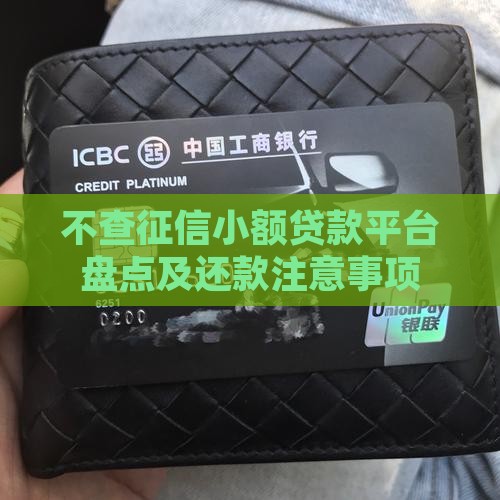 ICBC 中国工商银行
CREDIT PLATINUM
不查征信小额贷款平台
盘点及还款注意事项
6251
0200
UnionPay
银联